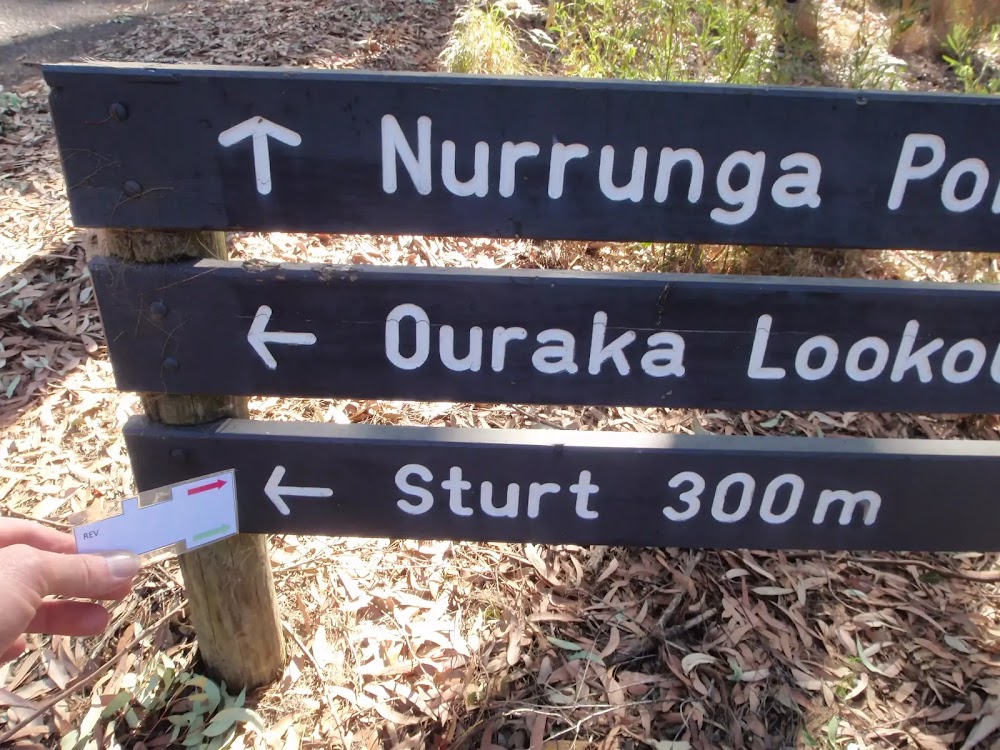 ↑ Nurrunga
← Ouraka
← Sturt 300m
REV